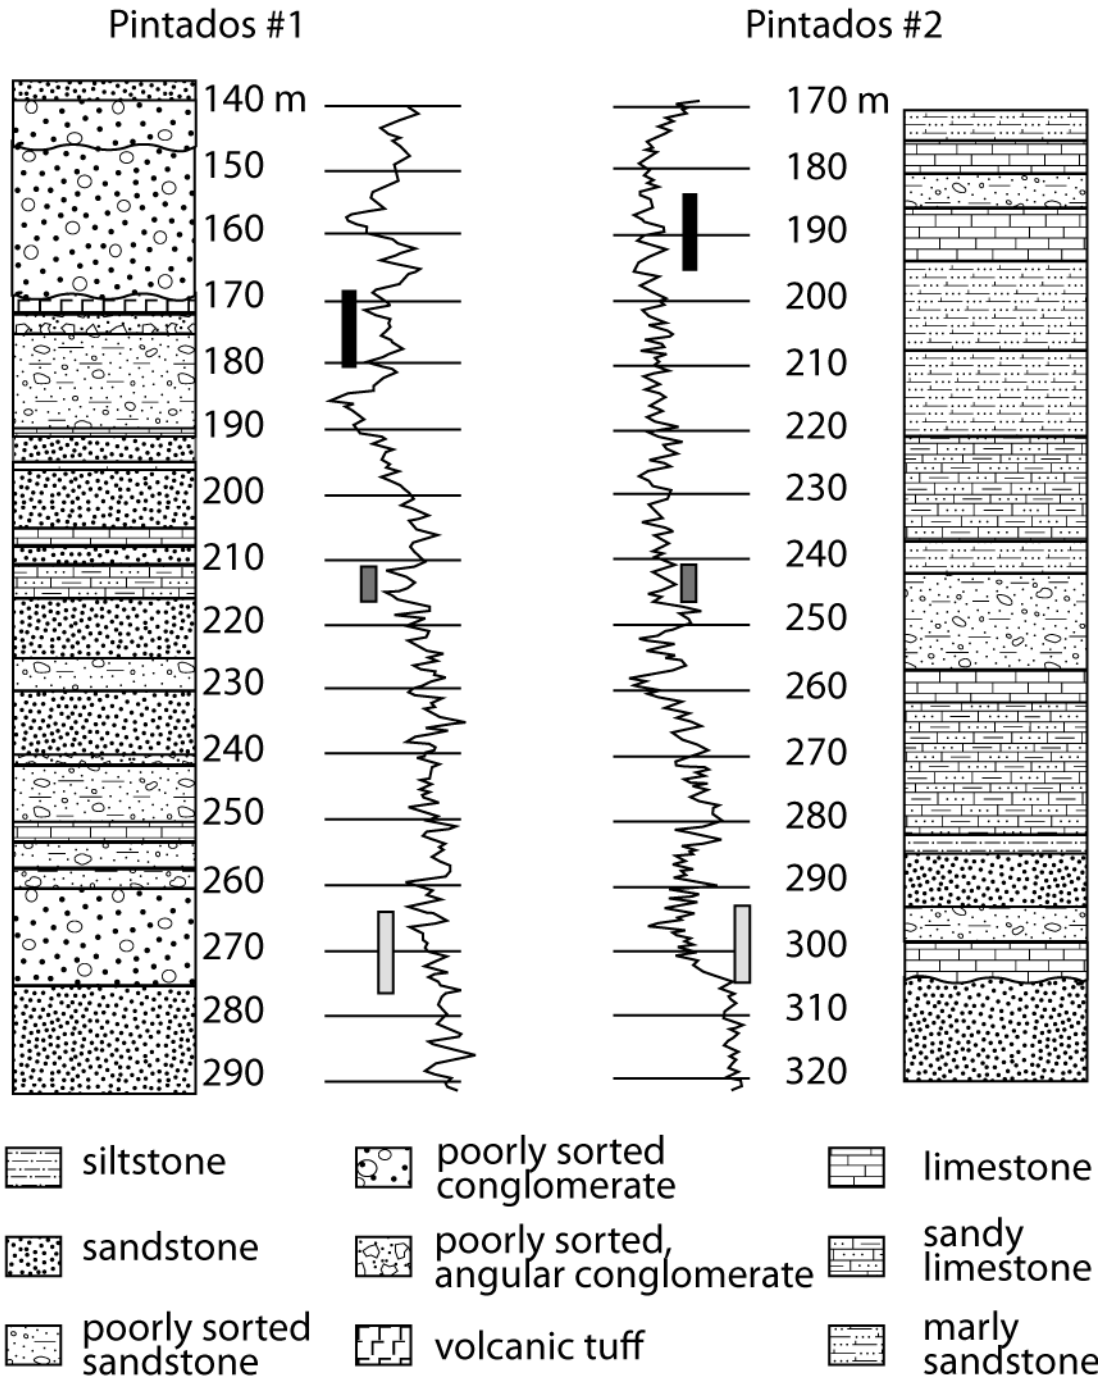 Pintados #1
Pintados #2
140 m
150
160
170
180
190
200
210
220
230
240
250
260
270
280
290
170 m
180
190
200
210
220
230
240
250
260
270
280
290
300
310
320
siltstone
sandstone
poorly sorted
sandstone
poorly sorted
conglomerate
poorly sorted,
angular conglomerate
volcanic tuff
limestone
sandy
limestone
marly
sandstone